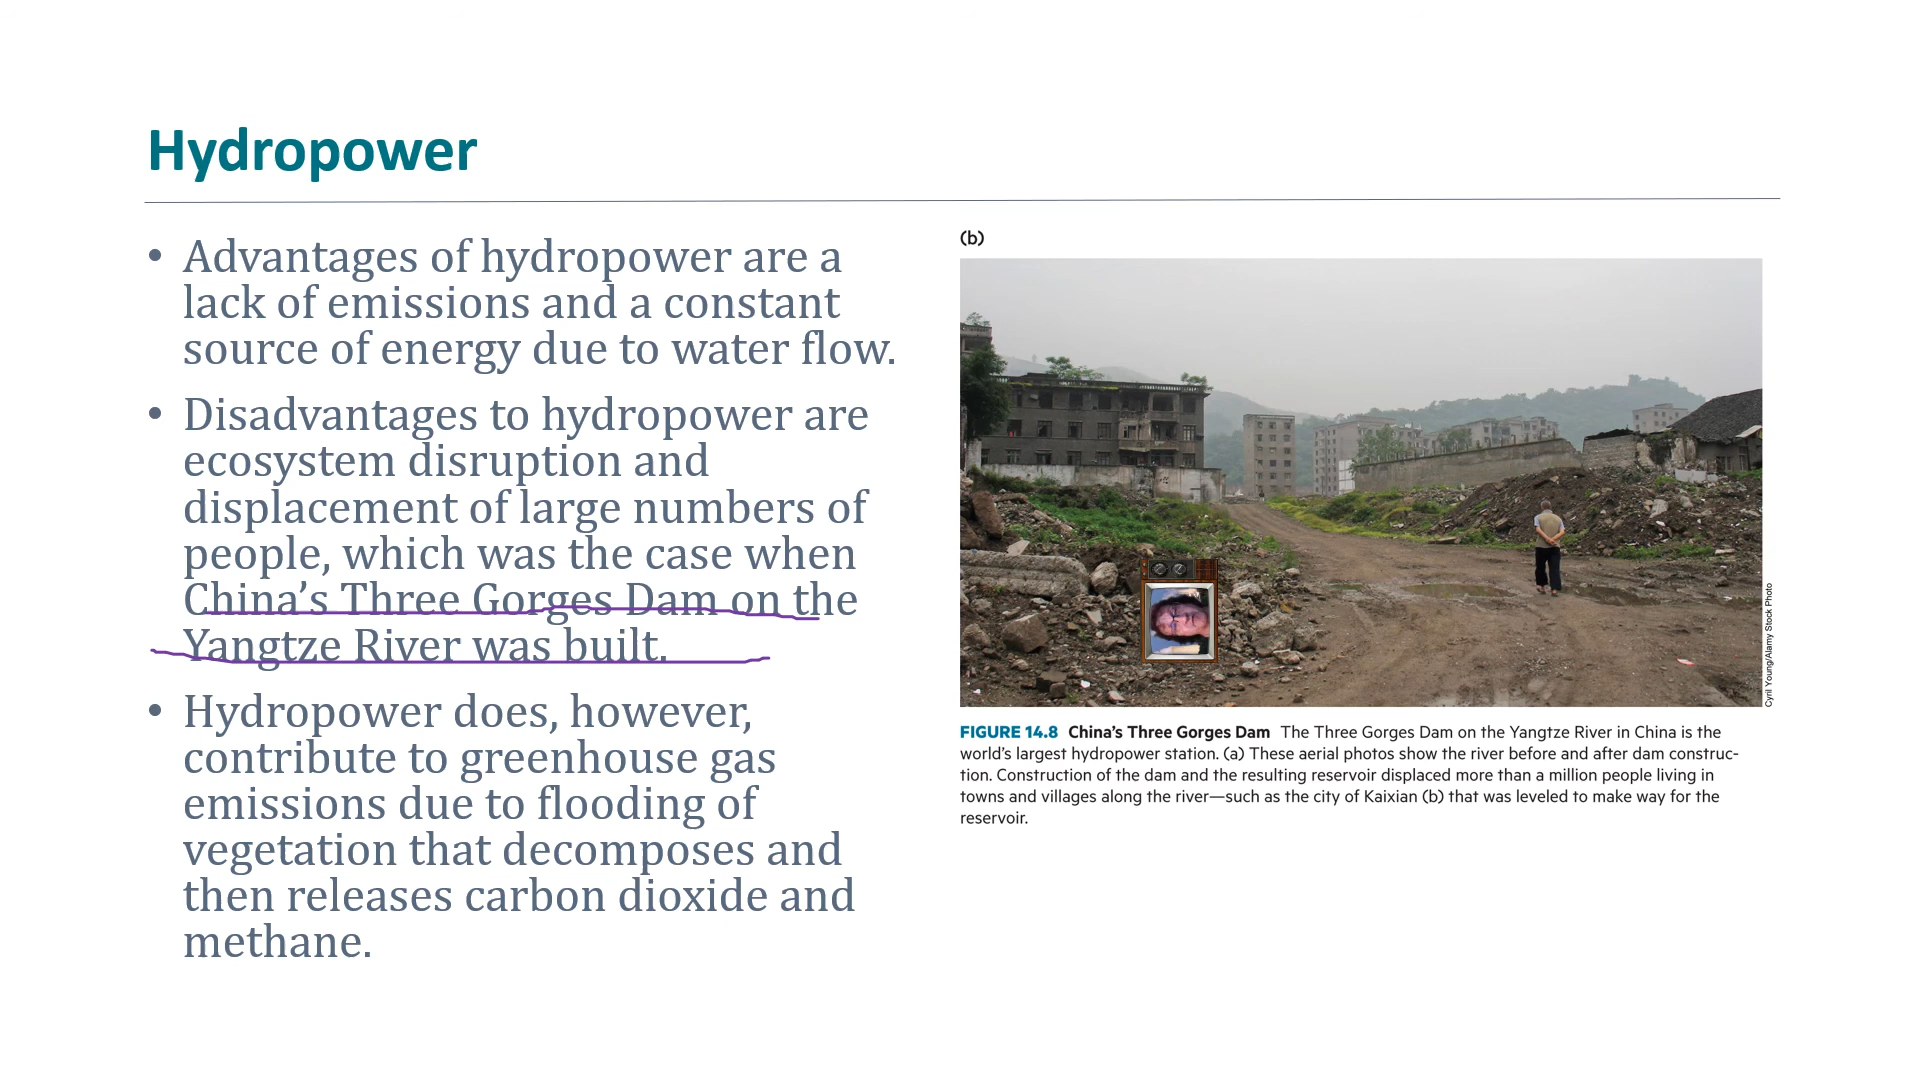 Hydropower
• Advantages of hydropower are a
lack of emissions and a constant
source of energy due to water flow.
• Disadvantages to hydropower are
ecosystem disruption and
displacement of large numbers of
people, which was the case when
China’s Three Gorges Dam on the
Yangtze River was built.
• Hydropower does, however,
contribute to greenhouse gas
emissions due to flooding of
vegetation that decomposes and
then releases carbon dioxide and
methane.
(b)
Cyril Young/Alamy Stock Photo
FIGURE 14.8 China’s Three Gorges Dam The Three Gorges Dam on the Yangtze River in China is the
world’s largest hydropower station. (a) These aerial photos show the river before and after dam construc-
tion. Construction of the dam and the resulting reservoir displaced more than a million people living in
towns and villages along the river—such as the city of Kaixian (b) that was leveled to make way for the
reservoir.